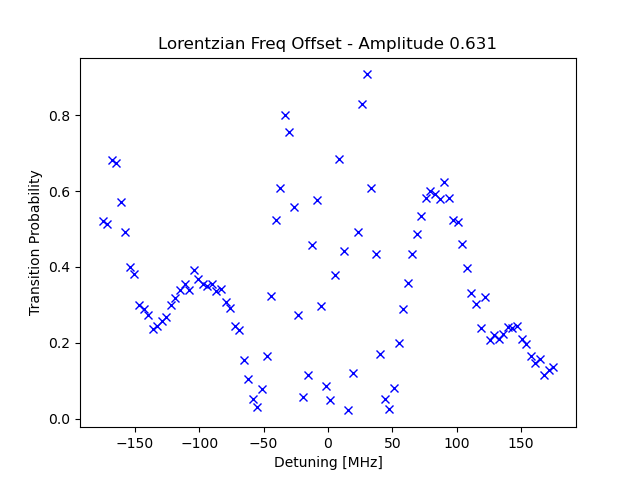 Lorentzian Freq Offset - Amplitude 0.631
Transition Probability
0.8
0.6
0.4
0.2
0.0
−150 −100 −50 0 50 100 150
Detuning [MHz]